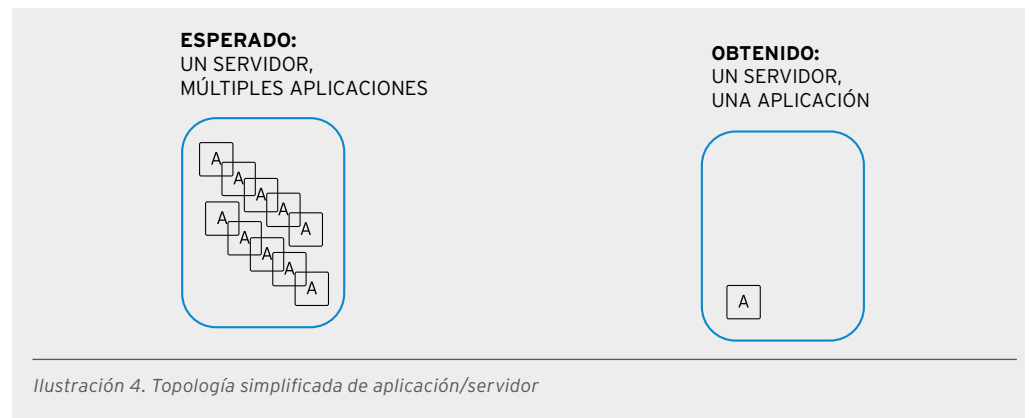 ESPERADO:
UN SERVIDOR,
MÚLTIPLES APLICACIONES
A
A
A
A
A
A
A
A
A
A
OBTENIDO:
UN SERVIDOR,
UNA APLICACIÓN
A
Ilustración 4. Topología simplificada de aplicación/servidor